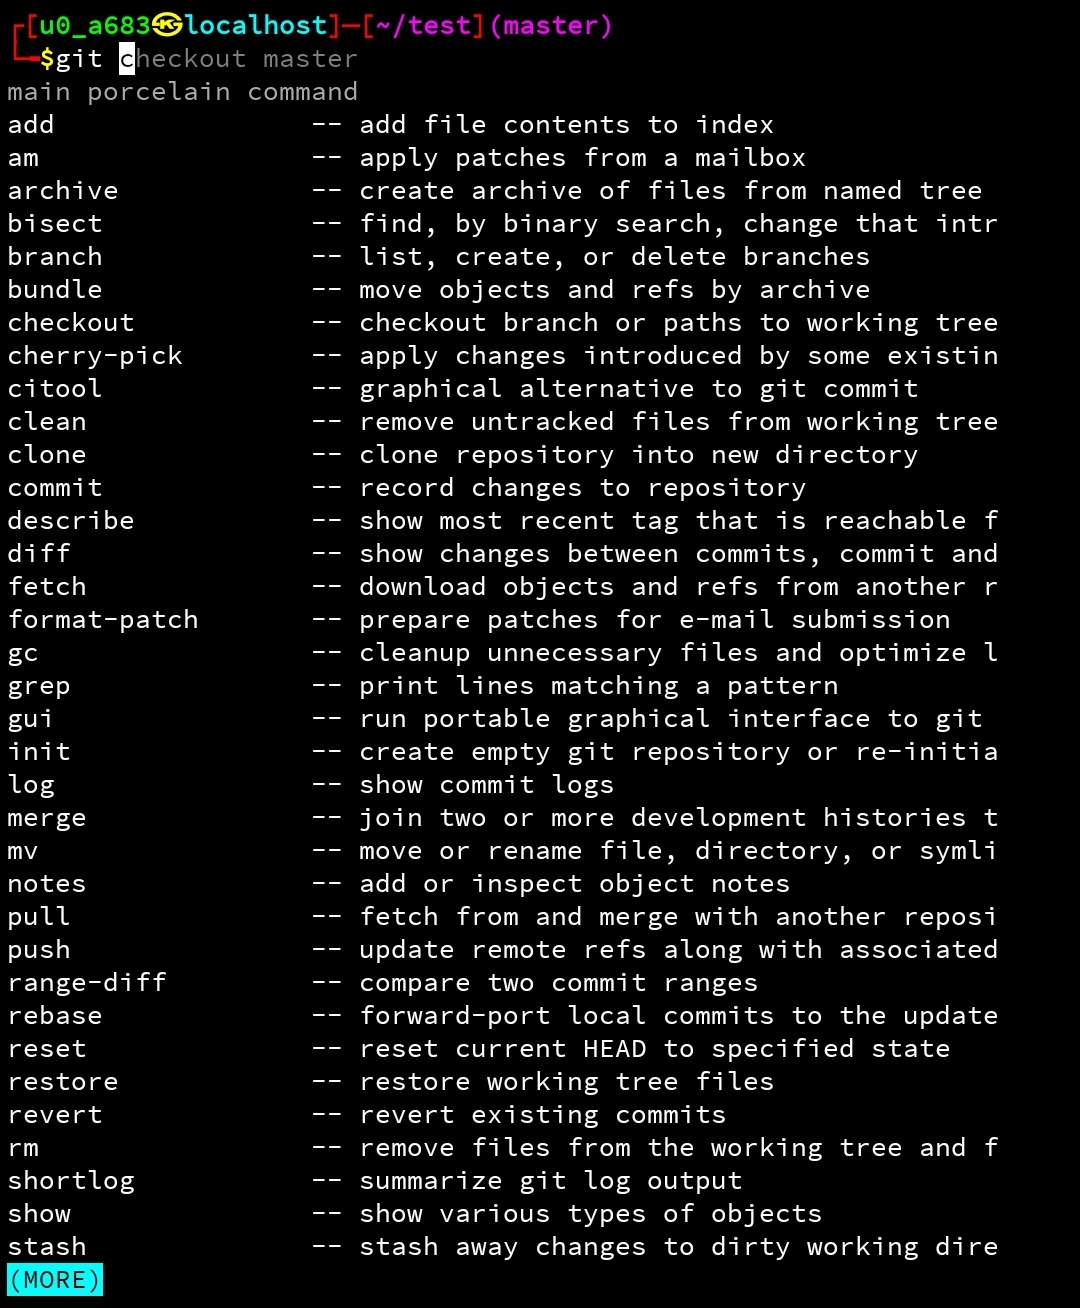 ┌[u0_a683㉿localhost]─[~/test](master)
└╼$git checkout master
main porcelain command
add                -- add file contents to index
am                 -- apply patches from a mailbox
archive            -- create archive of files from named tree
bisect             -- find, by binary search, change that intr
branch             -- list, create, or delete branches
bundle             -- move objects and refs by archive
checkout           -- checkout branch or paths to working tree
cherry-pick        -- apply changes introduced by some existin
citool             -- graphical alternative to git commit
clean              -- remove untracked files from working tree
clone              -- clone repository into new directory
commit             -- record changes to repository
describe           -- show most recent tag that is reachable f
diff               -- show changes between commits, commit and
fetch              -- download objects and refs from another r
format-patch       -- prepare patches for e-mail submission
gc                 -- cleanup unnecessary files and optimize l
grep               -- print lines matching a pattern
gui                -- run portable graphical interface to git
init               -- create empty git repository or re-initia
log                -- show commit logs
merge              -- join two or more development histories t
mv                 -- move or rename file, directory, or symli
notes              -- add or inspect object notes
pull               -- fetch from and merge with another reposi
push               -- update remote refs along with associated
range-diff         -- compare two commit ranges
rebase             -- forward-port local commits to the update
reset              -- reset current HEAD to specified state
restore            -- restore working tree files
revert             -- revert existing commits
rm                 -- remove files from the working tree and f
shortlog           -- summarize git log output
show               -- show various types of objects
stash              -- stash away changes to dirty working dire
(MORE)